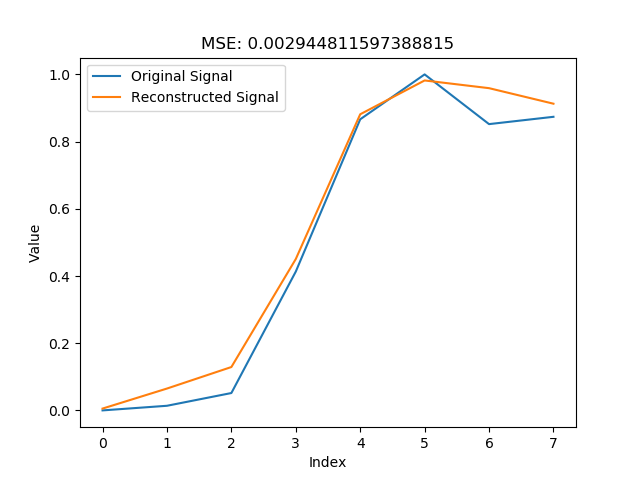 MSE: 0.002944811597388815
Original Signal
Reconstructed Signal
1.0
0.8
0.6
0.4
0.2
0.0
Value
0 1 2 3 4 5 6 7
Index